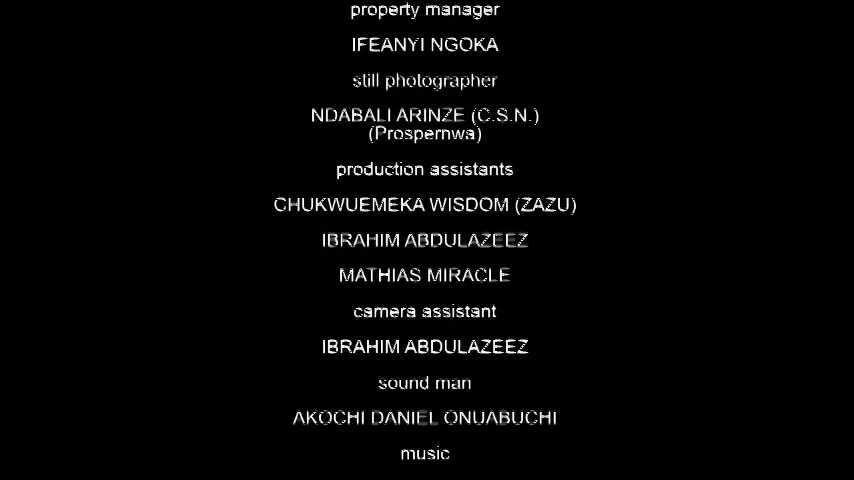 property manager
IFEANYI NGOKA
still photographer
NDABALI ARINZE (C.S.N.)
(Prospernwa)
production assistants
CHUKWUEMEKA WISDOM (ZAZU)
IBRAHIM ABDULAZEEZ
MATHIAS MIRACLE
camera assistant
IBRAHIM ABDULAZEEZ
sound man
AKOCHI DANIEL ONUABUCHI
music